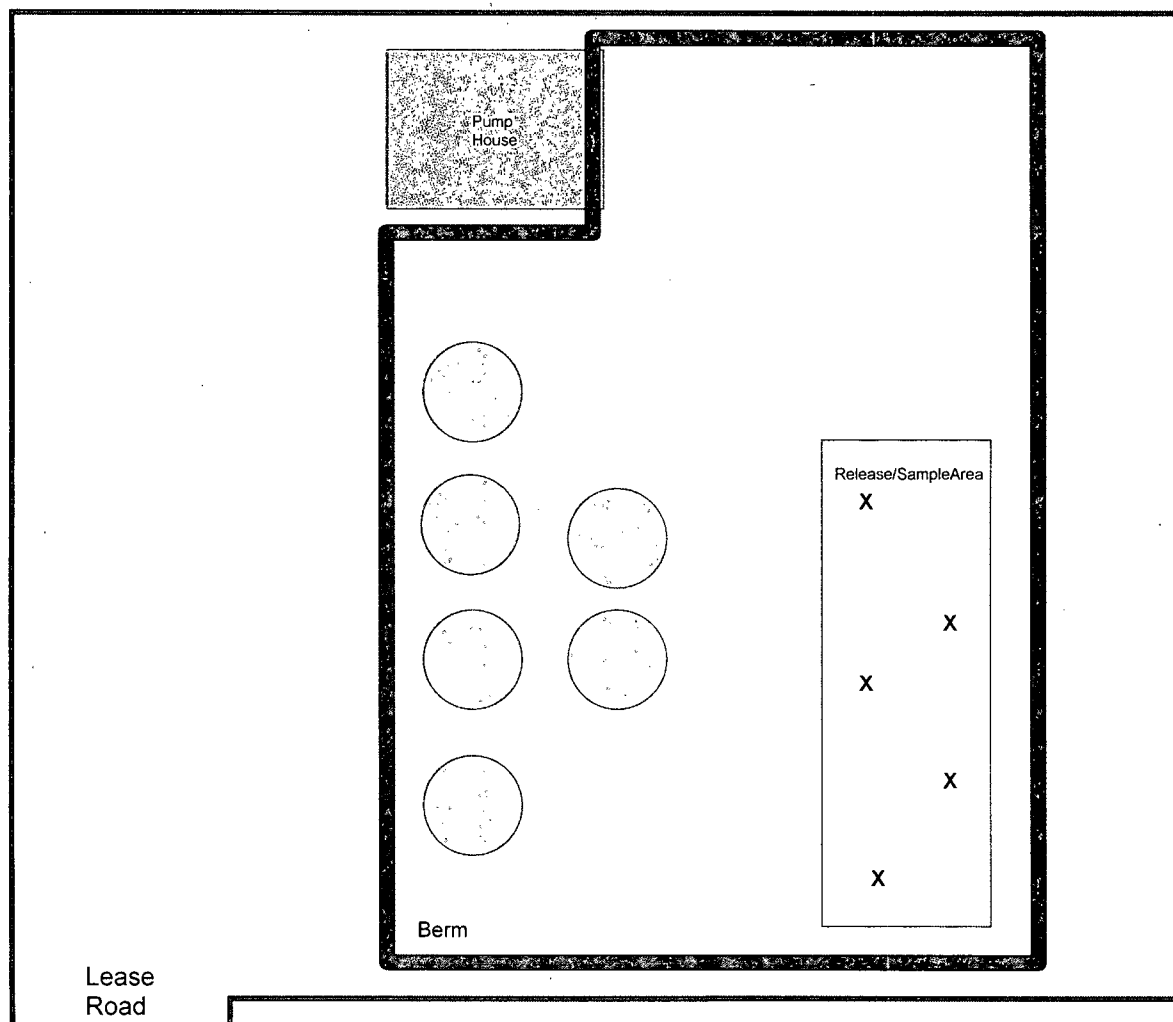 Pump
House
Release/SampleArea
X
X
X
X
X
Berm
Lease
Road